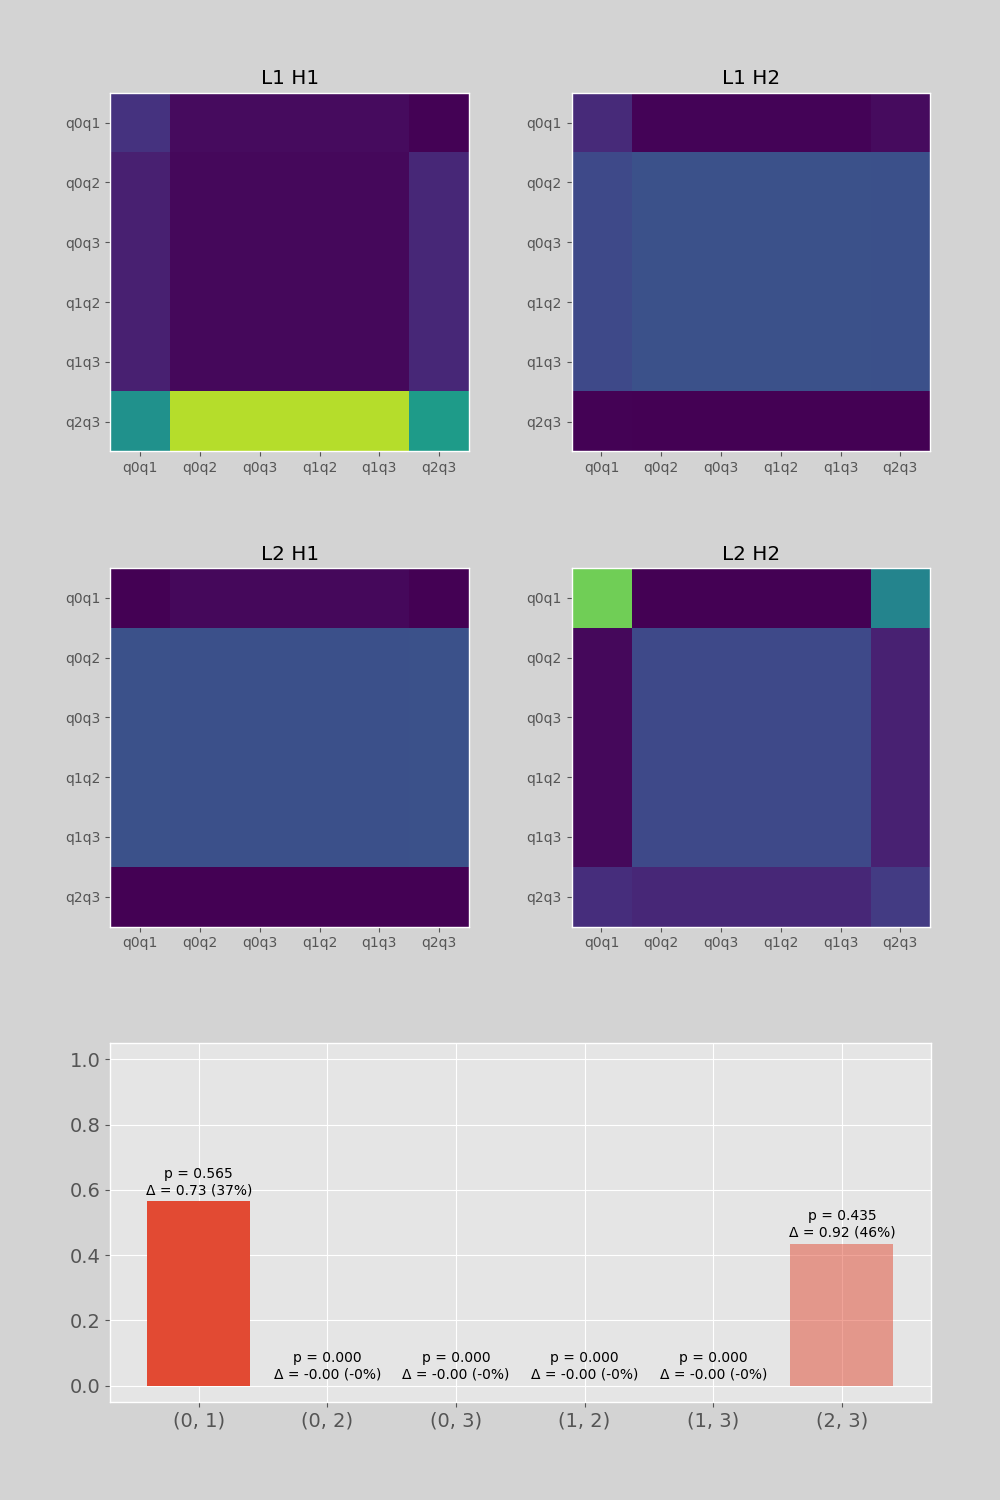 L1 H1
L1 H2
q0q1
q0q2
q0q3
q1q2
q1q3
q2q3
q0q1 q0q2 q0q3 q1q2 q1q3 q2q3
q0q1
q0q2
q0q3
q1q2
q1q3
q2q3
q0q1 q0q2 q0q3 q1q2 q1q3 q2q3
L2 H1
L2 H2
q0q1
q0q2
q0q3
q1q2
q1q3
q2q3
q0q1 q0q2 q0q3 q1q2 q1q3 q2q3
q0q1
q0q2
q0q3
q1q2
q1q3
q2q3
q0q1 q0q2 q0q3 q1q2 q1q3 q2q3
1.0
0.8
0.6
0.4
0.2
0.0
p = 0.565
Δ = 0.73 (37%)
p = 0.000
Δ = -0.00 (-0%)
p = 0.000
Δ = -0.00 (-0%)
p = 0.000
Δ = -0.00 (-0%)
p = 0.000
Δ = -0.00 (-0%)
p = 0.435
Δ = 0.92 (46%)
(0, 1) (0, 2) (0, 3) (1, 2) (1, 3) (2, 3)